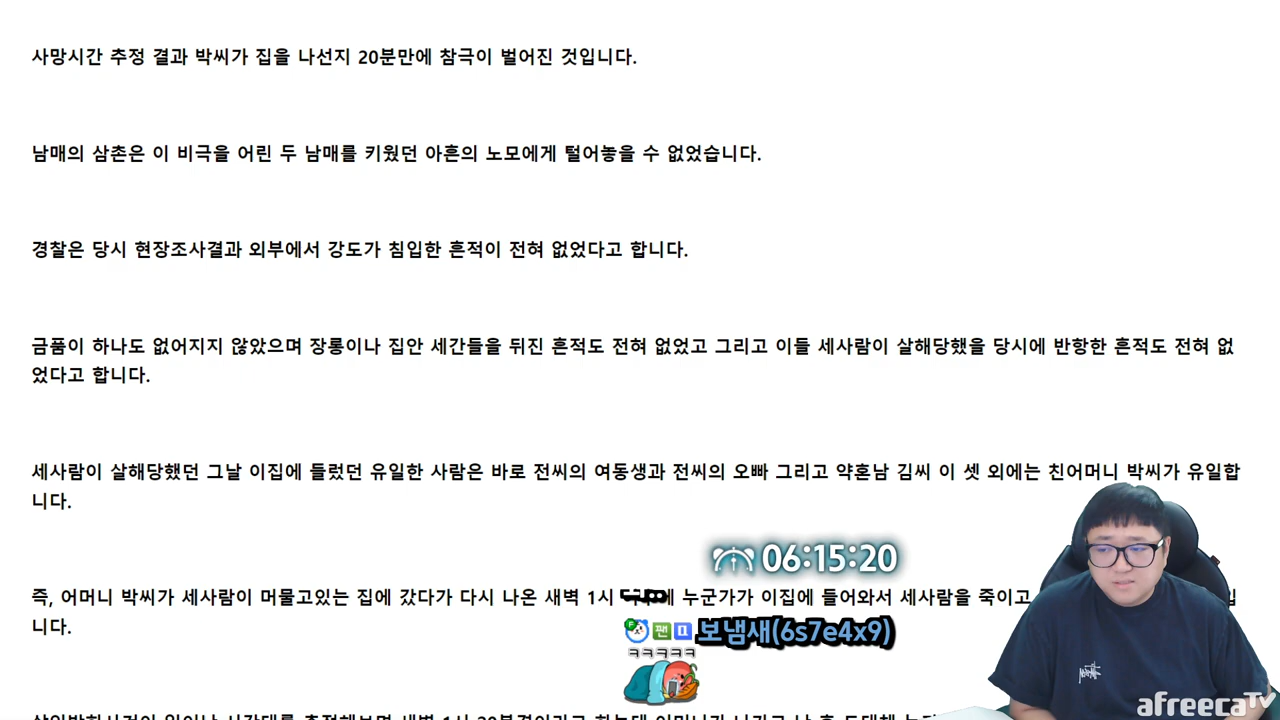 사망시간 추정 결과 박씨가 집을 나선지 20분만에 참극이 벌어진 것입니다.
남매의 삼촌은 이 비극을 어린 두 남매를 키웠던 아흔의 노모에게 털어놓을 수 없었습니다.
경찰은 당시 현장조사결과 외부에서 강도가 침입한 흔적이 전혀 없었다고 합니다.
금품이 하나도 없어지지 않았으며 장롱이나 집안 세간들을 뒤진 흔적도 전혀 없었고 그리고 이들 세사람이 살해당했을 당시에 반항한 흔적도 전혀 없
었다고 합니다.
세사람이 살해당했던 그날 이집에 들렀던 유일한 사람은 바로 전씨의 여동생과 전씨의 오빠 그리고 약혼남 김씨 이 셋 외에는 친어머니 박씨가 유일합
니다.
06:15:20
즉, 어머니 박씨가 세사람이 머물고있는 집에 갔다가 다시 나온 새벽 1시 누군가가 이집에 들어와서 세사람을 죽이고
니다.
F 팬 보냄새(6s7e4x9)
ㅋㅋㅋㅋㅋ
afreecaTV